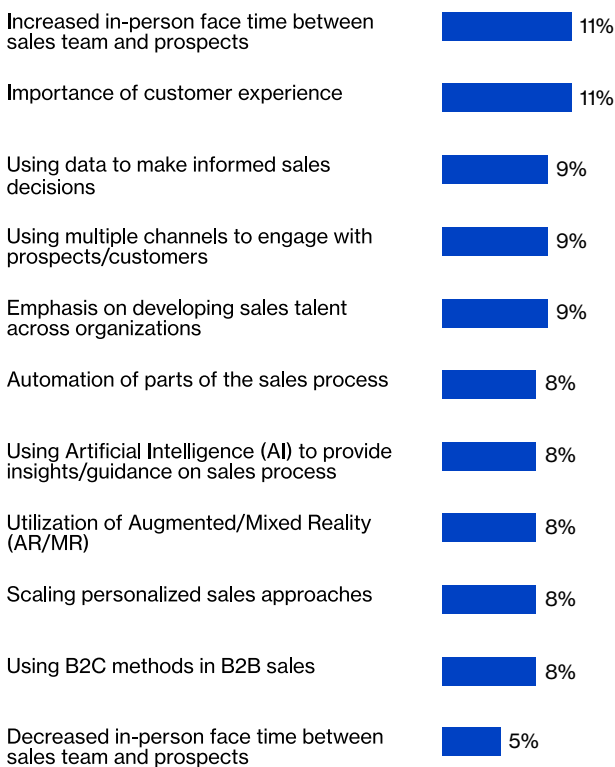 Increased in-person face time between
sales team and prospects
11%
Importance of customer experience
11%
Using data to make informed sales
decisions
9%
Using multiple channels to engage with
prospects/customers
9%
Emphasis on developing sales talent
across organizations
9%
Automation of parts of the sales process
8%
Using Artificial Intelligence (AI) to provide
insights/guidance on sales process
8%
Utilization of Augmented/Mixed Reality
(AR/MR)
8%
Scaling personalized sales approaches
8%
Using B2C methods in B2B sales
8%
Decreased in-person face time between
sales team and prospects
5%